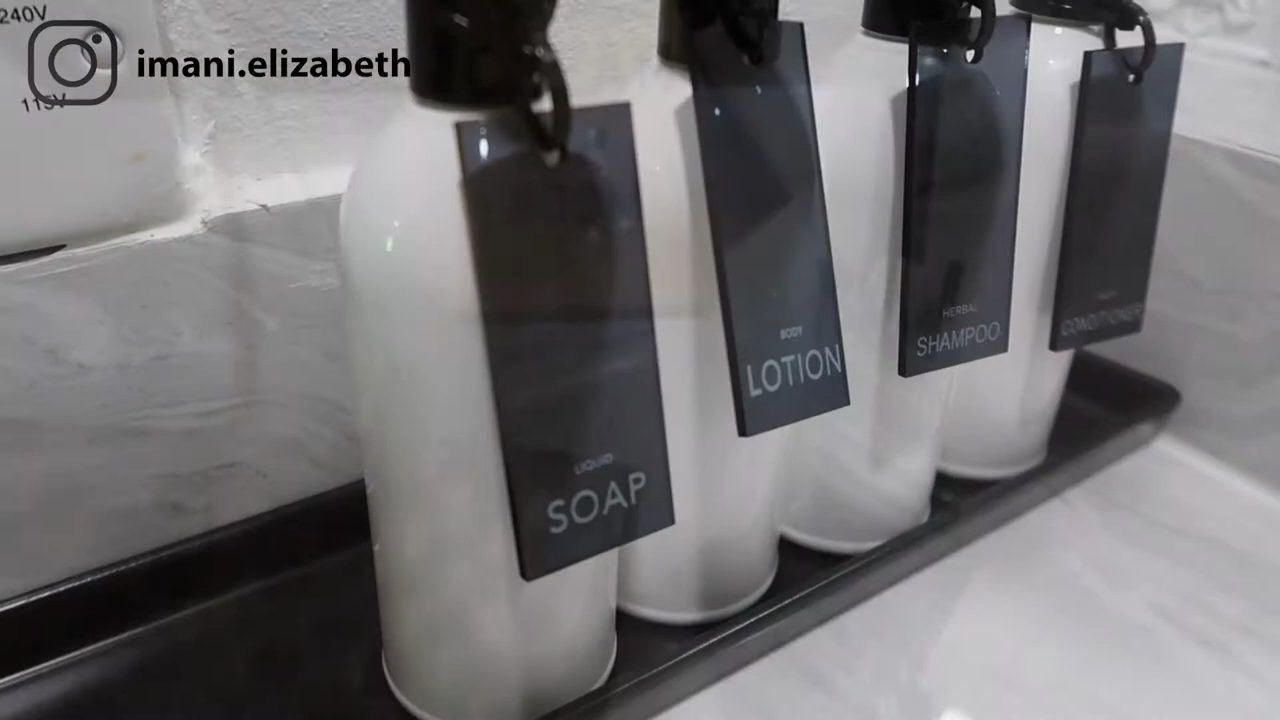 240V
115V
imani.elizabeth
LIQUID
SOAP
BODY
LOTION
HERBAL
SHAMPOO
CONDITIONER